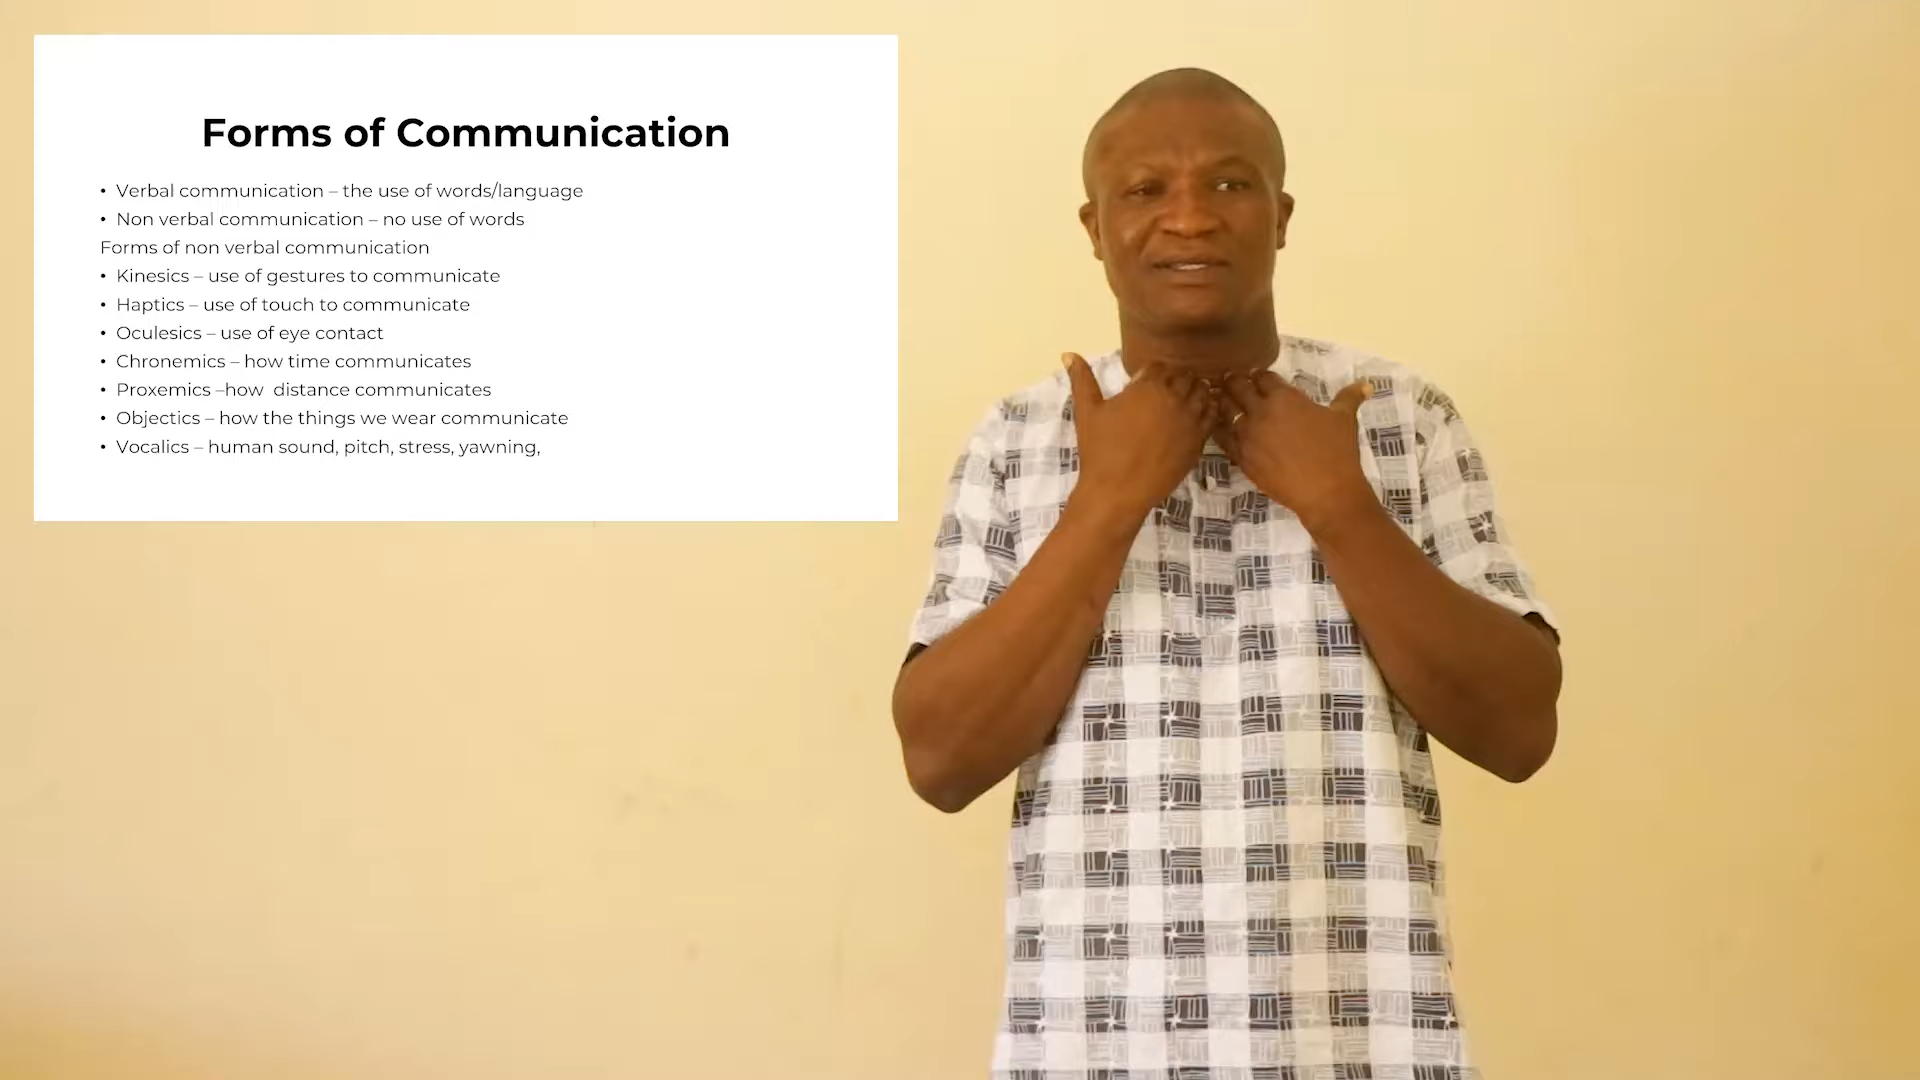 Forms of Communication
• Verbal communication – the use of words/language
• Non verbal communication – no use of words
Forms of non verbal communication
• Kinesics – use of gestures to communicate
• Haptics – use of touch to communicate
• Oculesics – use of eye contact
• Chronemics – how time communicates
• Proxemics –how  distance communicates
• Objectics – how the things we wear communicate
• Vocalics – human sound, pitch, stress, yawning,